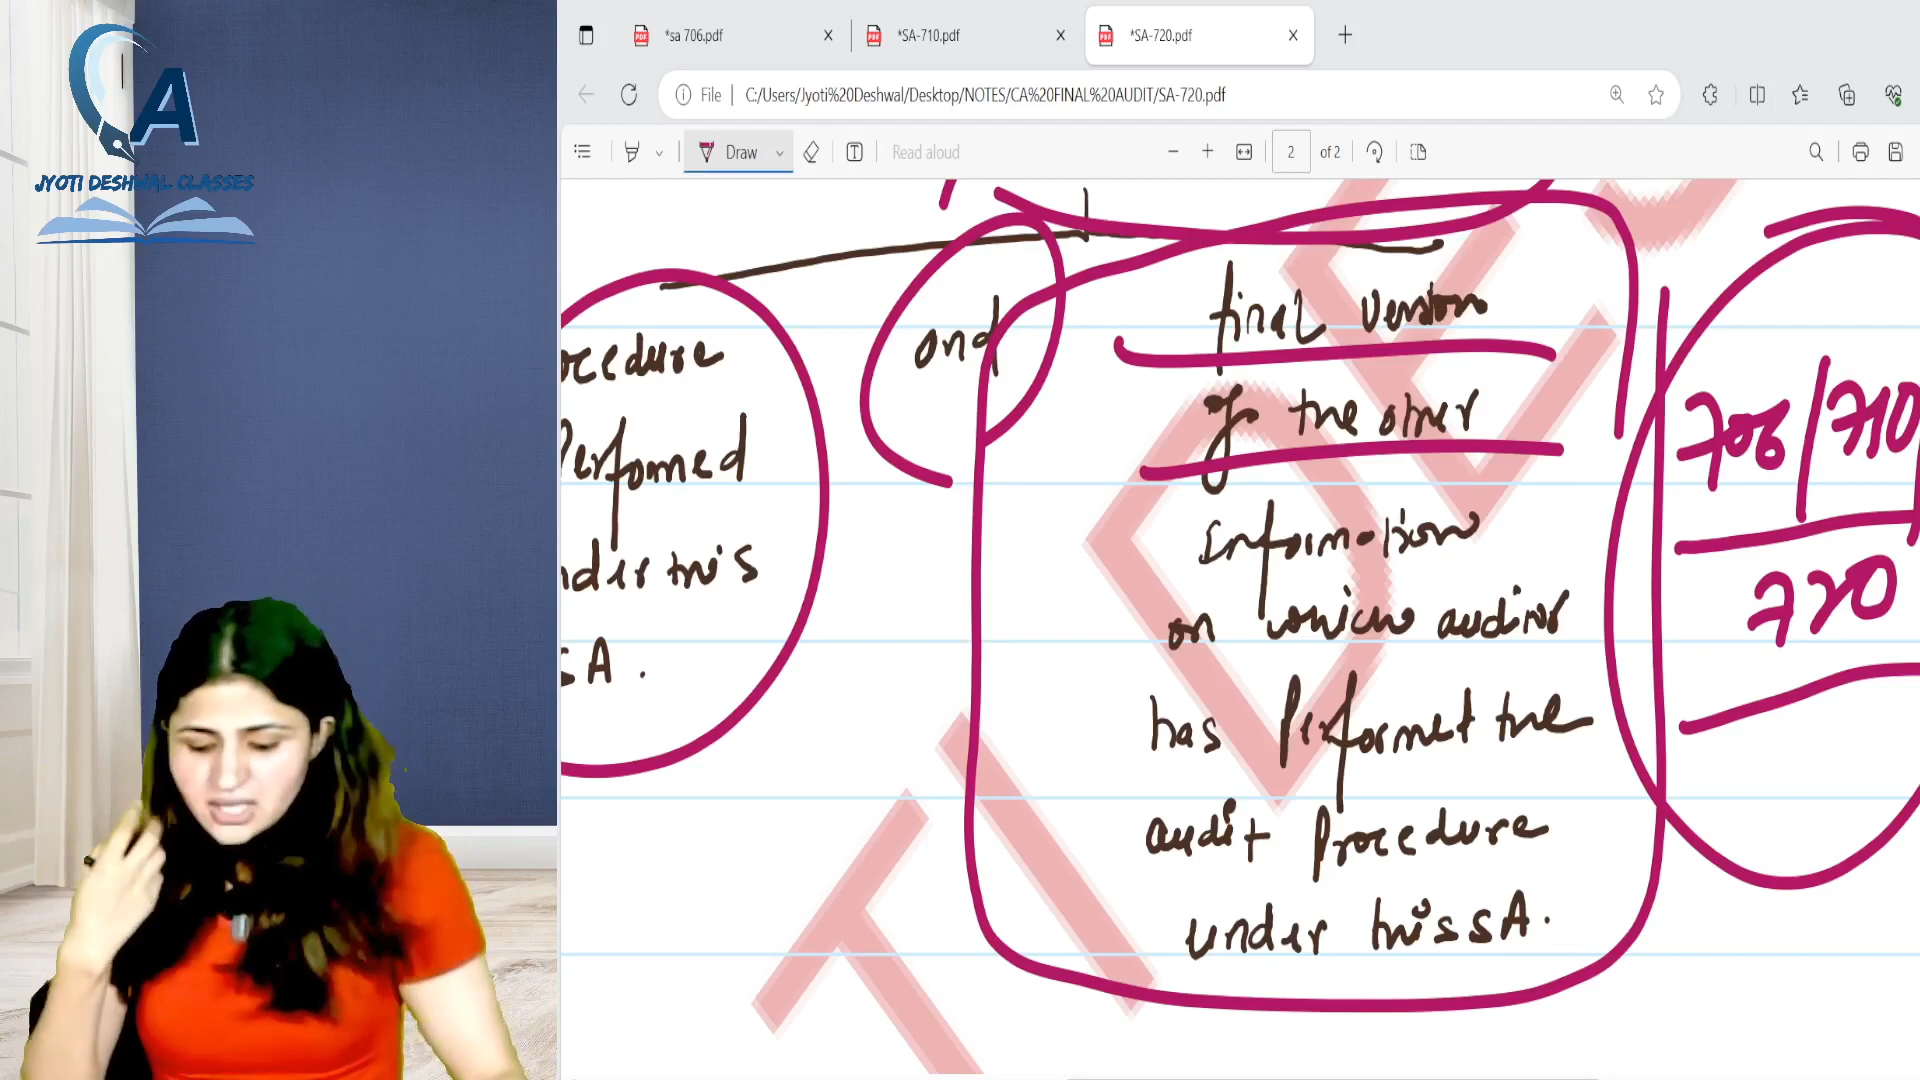 A
JYOTI DESHWAL CLASSES
*sa 706.pdf
*SA-710.pdf
*SA-720.pdf
File
C:/Users/Jyoti%20Deshwal/Desktop/NOTES/CA%20FINAL%20AUDIT/SA-720.pdf
Draw
Read aloud
2 of 2
ocedure
Performed
nder this
SA.
and
final version
of the other
Information
on which auditor
has Performed the
audit Procedure
under this SA.
706/710
720